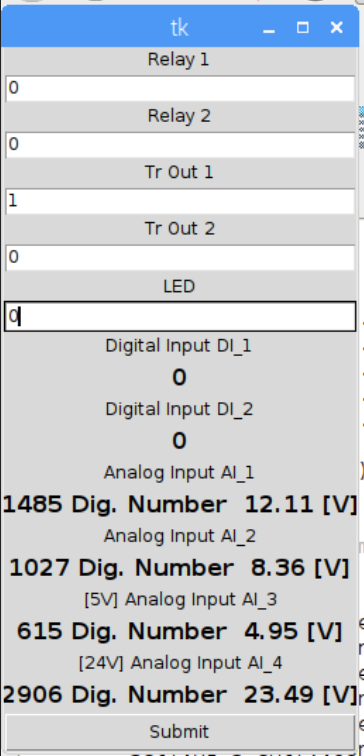 tk
Relay 1
0
Relay 2
0
Tr Out 1
1
Tr Out 2
0
LED
0
Digital Input DI_1
0
Digital Input DI_2
0
Analog Input AI_1
1485 Dig. Number 12.11 [V]
Analog Input AI_2
1027 Dig. Number 8.36 [V]
[5V] Analog Input AI_3
615 Dig. Number 4.95 [V]
[24V] Analog Input AI_4
2906 Dig. Number 23.49 [V]
Submit